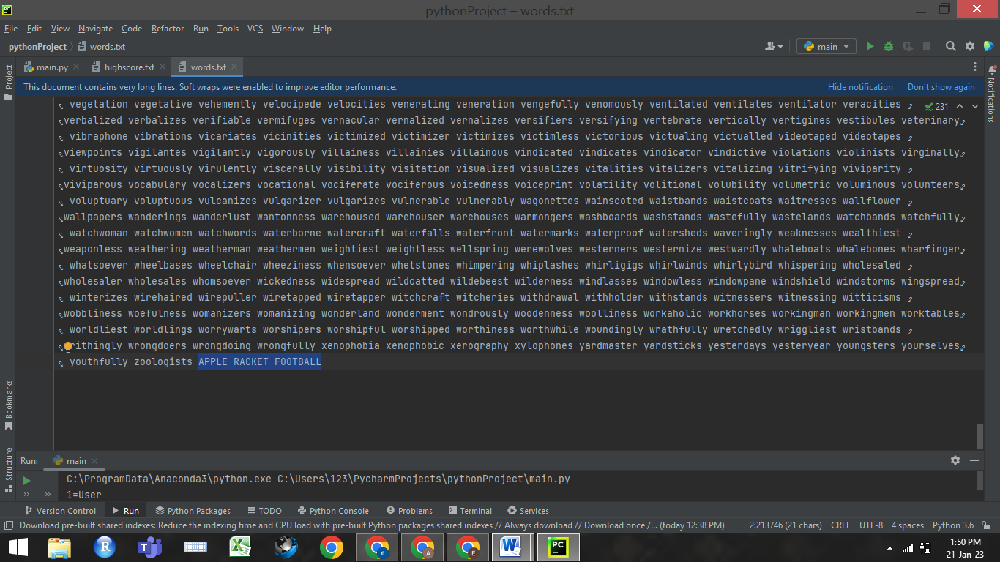 pythonProject – words.txt
File Edit View Navigate Code Refactor Run Tools VCS Window Help
pythonProject words.txt main
main.py highscore.txt words.txt
Project
Notifications
This document contains very long lines. Soft wraps were enabled to improve editor performance. Hide notification Don't show again
vegetation vegetative vehemently velocipede velocities venerating veneration vengefully venomously ventilated ventilates ventilator veracities 231
verbalized verbalizes verifiable vermifuges vernacular vernalized vernalizes versifiers versifying vertebrate vertically vertigines vestibules veterinary
vibraphone vibrations vicariates vicinities victimized victimizer victimizes victimless victorious victualing victualled videotaped videotapes
viewpoints vigilantes vigilantly vigorously villainess villainies villainous vindicated vindicates vindicator vindictive violations violinists virginally
virtuosity virtuously virulently viscerally visibility visitation visualized visualizes vitalities vitalizers vitalizing vitrifying viviparity
viviparous vocabulary vocalizers vocational vociferate vociferous voicedness voiceprint volatility volitional volubility volumetric voluminous volunteers
voluptuary voluptuous vulcanizes vulgarizer vulgarizes vulnerable vulnerably wagonettes wainscoted waistbands waistcoats waitresses wallflower
wallpapers wanderings wanderlust wantonness warehoused warehouser warehouses warmongers washboards washstands wastefully wastelands watchbands watchfully
watchwoman watchwomen watchwords waterborne watercraft waterfalls waterfront watermarks waterproof watersheds waveringly weaknesses wealthiest
weaponless weathering weatherman weathermen weightiest weightless wellspring werewolves westerners westernize westwardly whaleboats whalebones wharfinger
whatsoever wheelbases wheelchair wheeziness whensoever whetstones whimpering whiplashes whirligigs whirlwinds whirlybird whispering wholesaled
wholesaler wholesales whomsoever wickedness widespread wildcatted wildebeest wilderness windlasses windowless windowpane windshield windstorms wingspread
winterizes wirehaired wirepuller wiretapped wiretapper witchcraft witcheries withdrawal withholder withstands witnessers witnessing witticisms
wobbliness woefulness womanizers womanizing wonderland wonderment wondrously woodenness woolliness workaholic workhorses workingman workingmen worktables
worldliest worldlings worrywarts worshipers worshipful worshipped worthiness worthwhile woundingly wrathfully wretchedly wriggliest wristbands
rithingly wrongdoers wrongdoing wrongfully xenophobia xenophobic xerography xylophones yardmaster yardsticks yesterdays yesteryear youngsters yourselves
youthfully zoologists APPLE RACKET FOOTBALL
Bookmarks
Structure
Run: main
C:\ProgramData\Anaconda3\python.exe C:\Users\123\PycharmProjects\pythonProject\main.py
1=User
Version Control Run Python Packages TODO Python Console Problems Terminal Services
Download pre-built shared indexes: Reduce the indexing time and CPU load with pre-built Python packages shared indexes // Always download // Download once /... (today 12:38 PM) 2:213746 (21 chars) CRLF UTF-8 4 spaces Python 3.6
1:50 PM
21-Jan-23